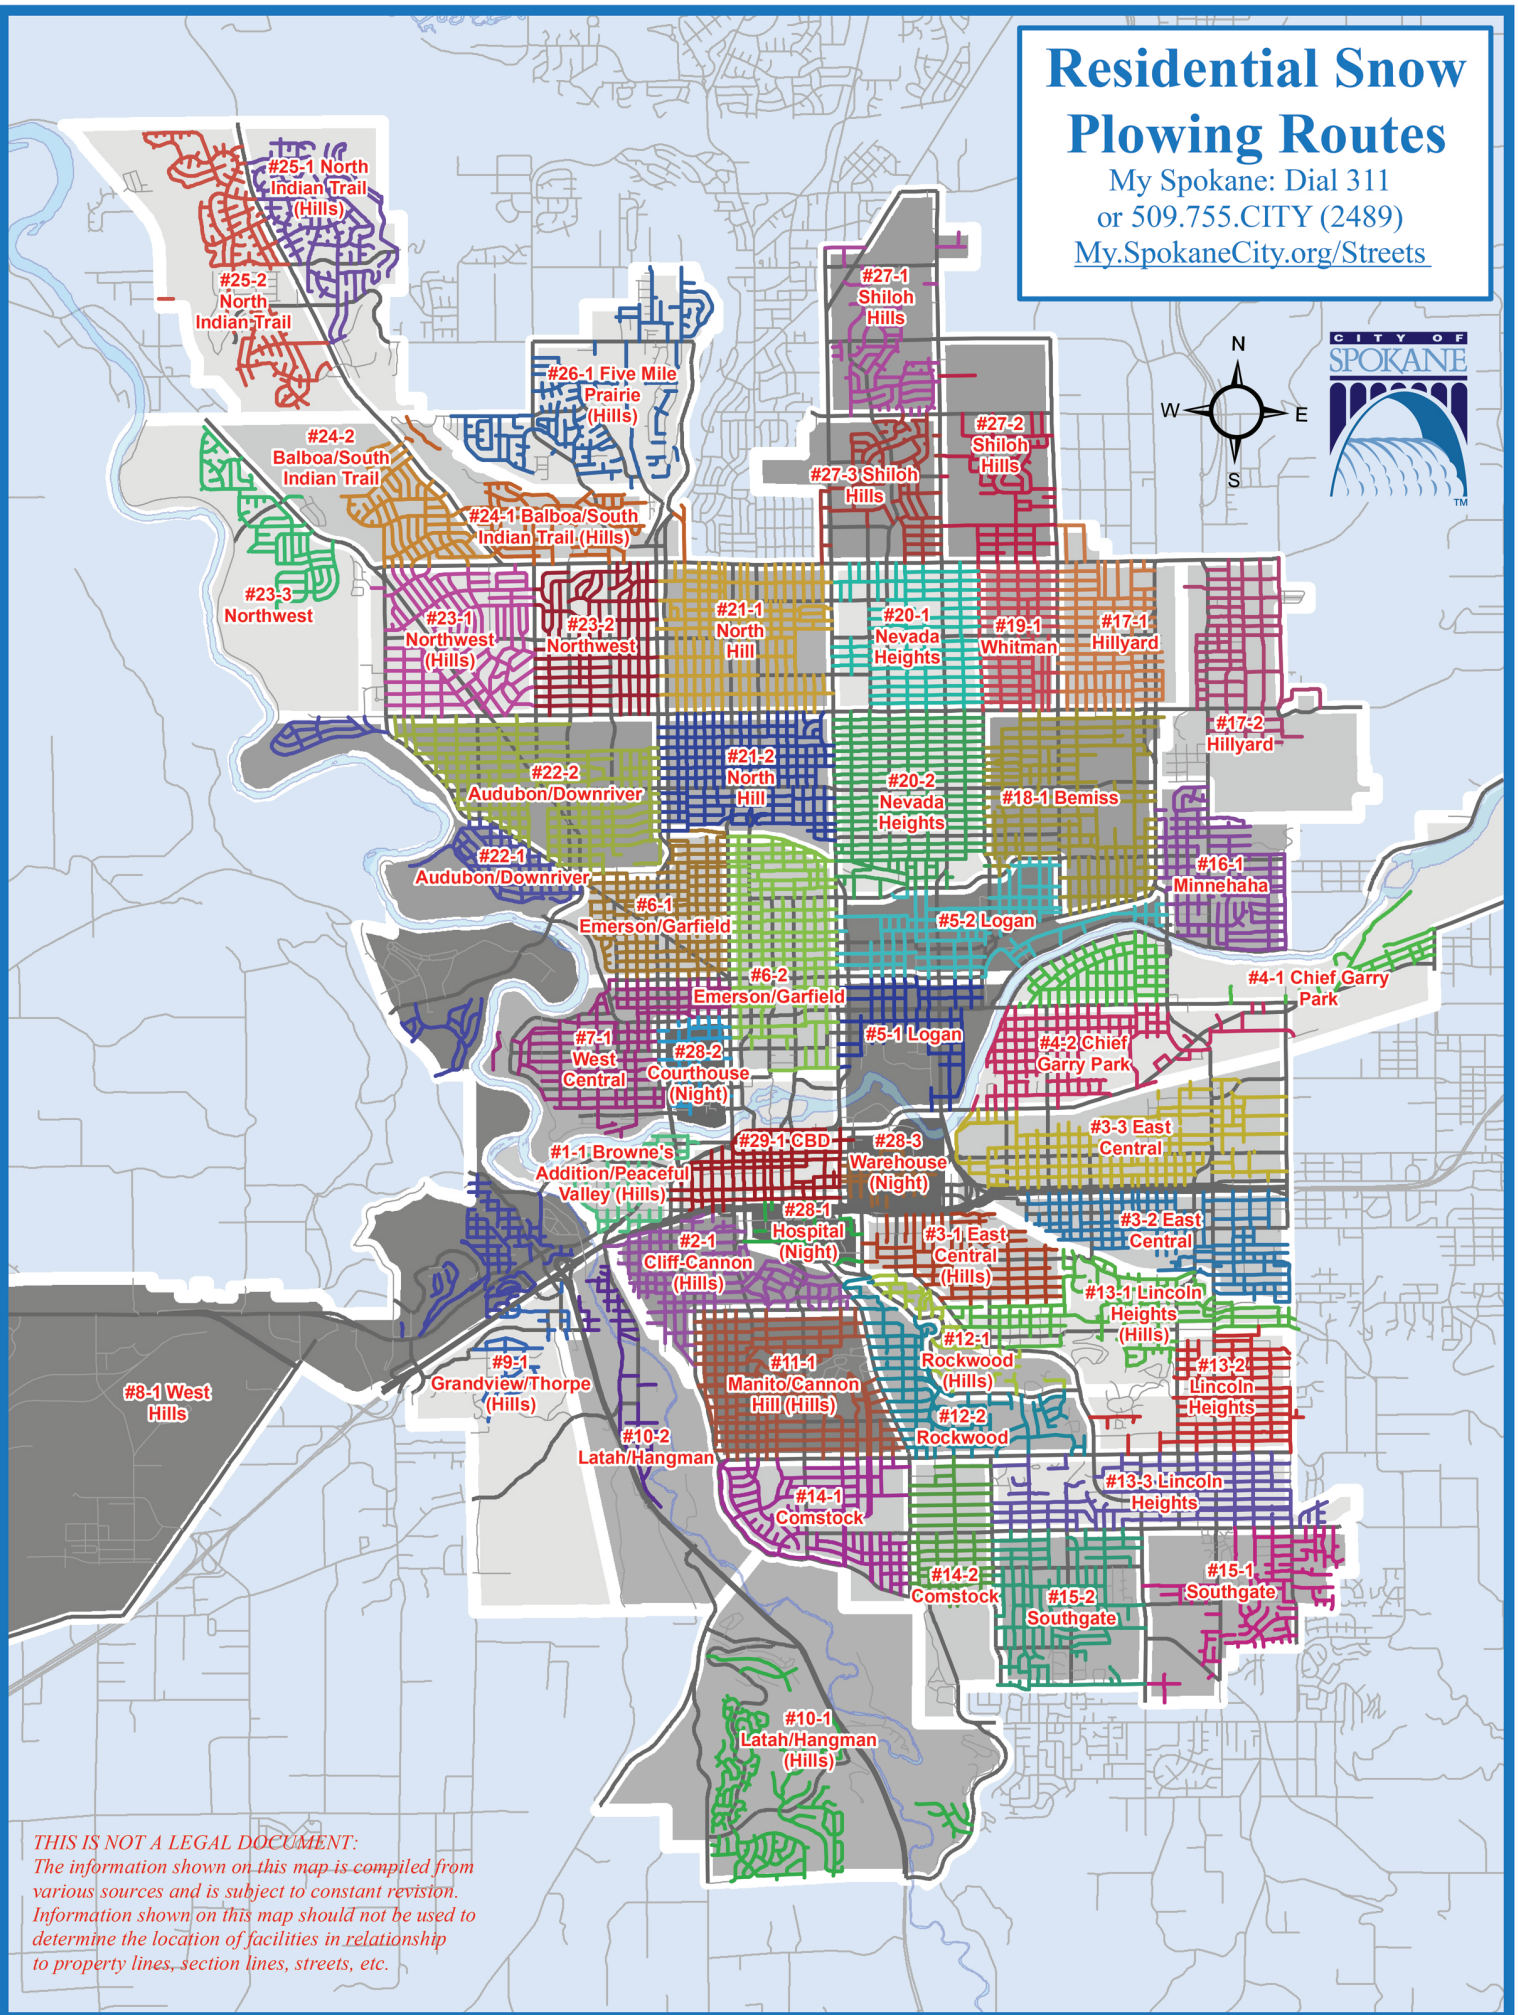 Residential Snow
Plowing Routes
My Spokane: Dial 311
or 509.755.CITY (2489)
My.SpokaneCity.org/Streets
N
W
E
S
CITY OF
SPOKANE
TM
#25-1 North
Indian Trail
(Hills)
#25-2
North
Indian Trail
#27-1
Shiloh
Hills
#26-1 Five Mile
Prairie
(Hills)
#24-2
Balboa/South
Indian Trail
#27-2
Shiloh
Hills
#27-3 Shiloh
Hills
#24-1 Balboa/South
Indian Trail (Hills)
#23-3
Northwest
#23-1
Northwest
(Hills)
#23-2
Northwest
#21-1
North
Hill
#20-1
Nevada
Heights
#19-1
Whitman
#17-1
Hillyard
#17-2
Hillyard
#22-2
Audubon/Downriver
#21-2
North
Hill
#20-2
Nevada
Heights
#18-1 Bemiss
#22-1
Audubon/Downriver
#16-1
Minnehaha
#6-1
Emerson/Garfield
#5-2 Logan
#6-2
Emerson/Garfield
#4-1 Chief Garry
Park
#7-1
West
Central
#28-2
Courthouse
(Night)
#5-1 Logan
#4-2 Chief
Garry Park
#3-3 East
Central
#1-1 Browne's
Addition/Peaceful
Valley (Hills)
#29-1 CBD
#28-3
Warehouse
(Night)
#28-1
Hospital
(Night)
#2-1
Cliff-Cannon
(Hills)
#3-1 East
Central
(Hills)
#3-2 East
Central
#13-1 Lincoln
Heights
(Hills)
#12-1
Rockwood
(Hills)
#11-1
Manito/Cannon
Hill (Hills)
#13-2
Lincoln
Heights
#9-1
Grandview/Thorpe
(Hills)
#8-1 West
Hills
#12-2
Rockwood
#10-2
Latah/Hangman
#14-1
Comstock
#13-3 Lincoln
Heights
#14-2
Comstock
#15-2
Southgate
#15-1
Southgate
#10-1
Latah/Hangman
(Hills)
THIS IS NOT A LEGAL DOCUMENT:
The information shown on this map is compiled from
various sources and is subject to constant revision.
Information shown on this map should not be used to
determine the location of facilities in relationship
to property lines, section lines, streets, etc.